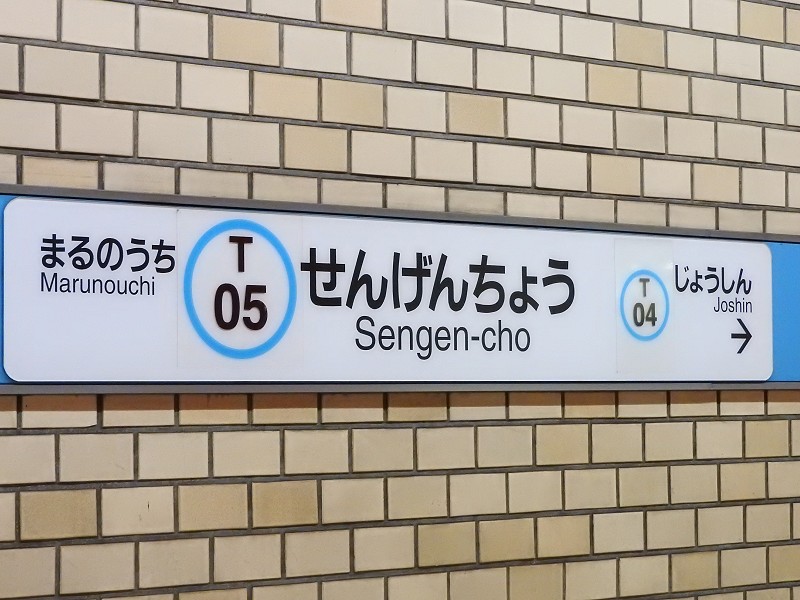 まるのうち
Marunouchi
T
05
せんげんちょう
Sengen-cho
T
04
じょうしん
Joshin
→